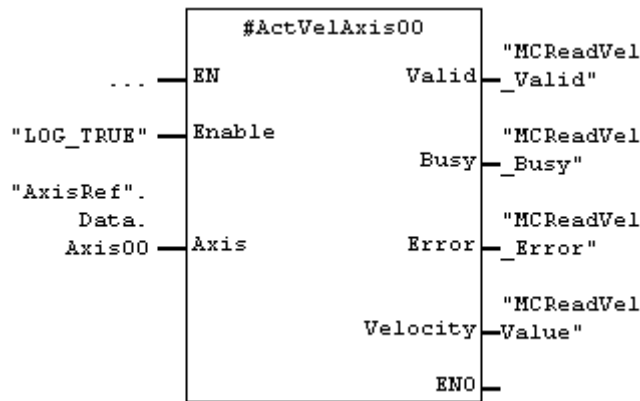 #ActVelAxis00
... EN Valid "MCReadVel
_Valid"
"LOG_TRUE" Enable
Busy "MCReadVel
_Busy"
"AxisRef".
Data.
Axis00 Axis
Error "MCReadVel
_Error"
Velocity "MCReadVel
Value"
ENO